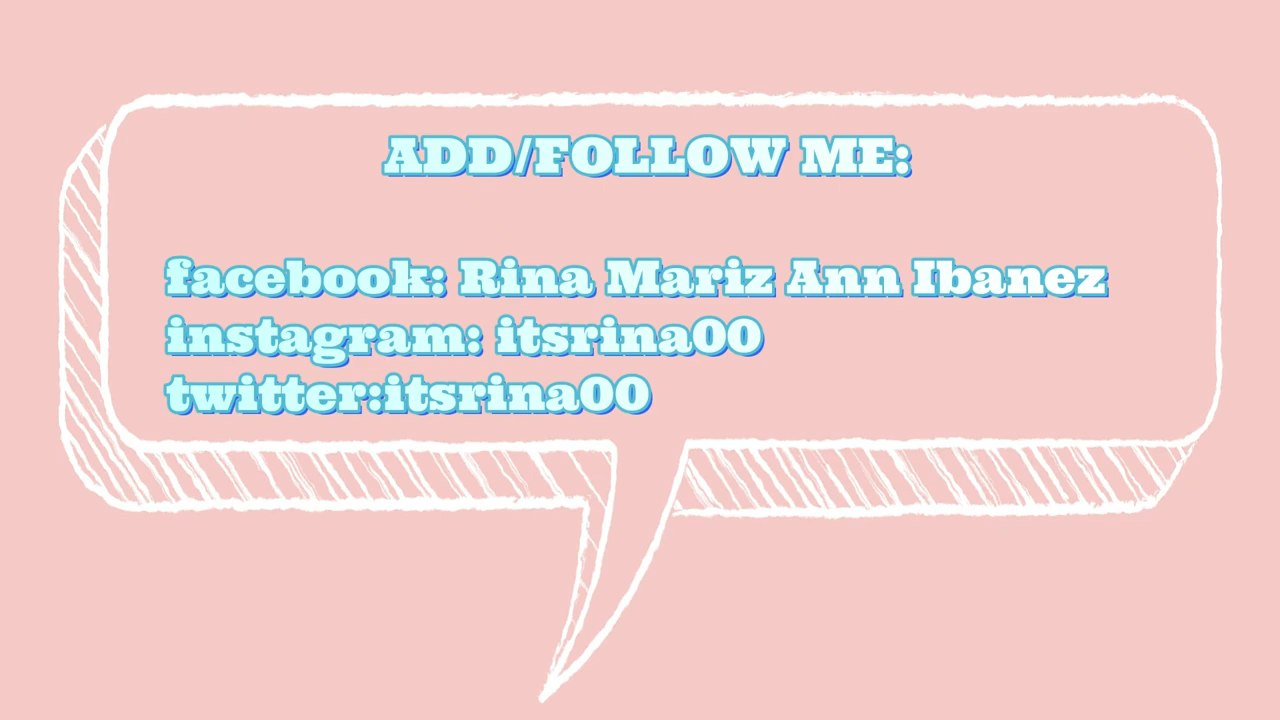 ADD/FOLLOW ME:
facebook: Rina Mariz Ann Ibanez
instagram: itsrina00
twitter:itsrina00